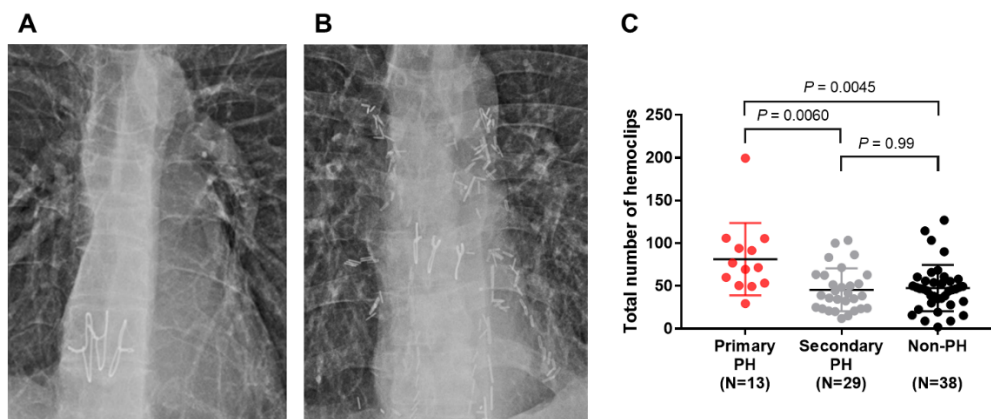 A
B
C
P = 0.0045
P = 0.0060
P = 0.99
Total number of hemoclips
250
200
150
100
50
0
Primary PH (N=13)
Secondary PH (N=29)
Non-PH (N=38)